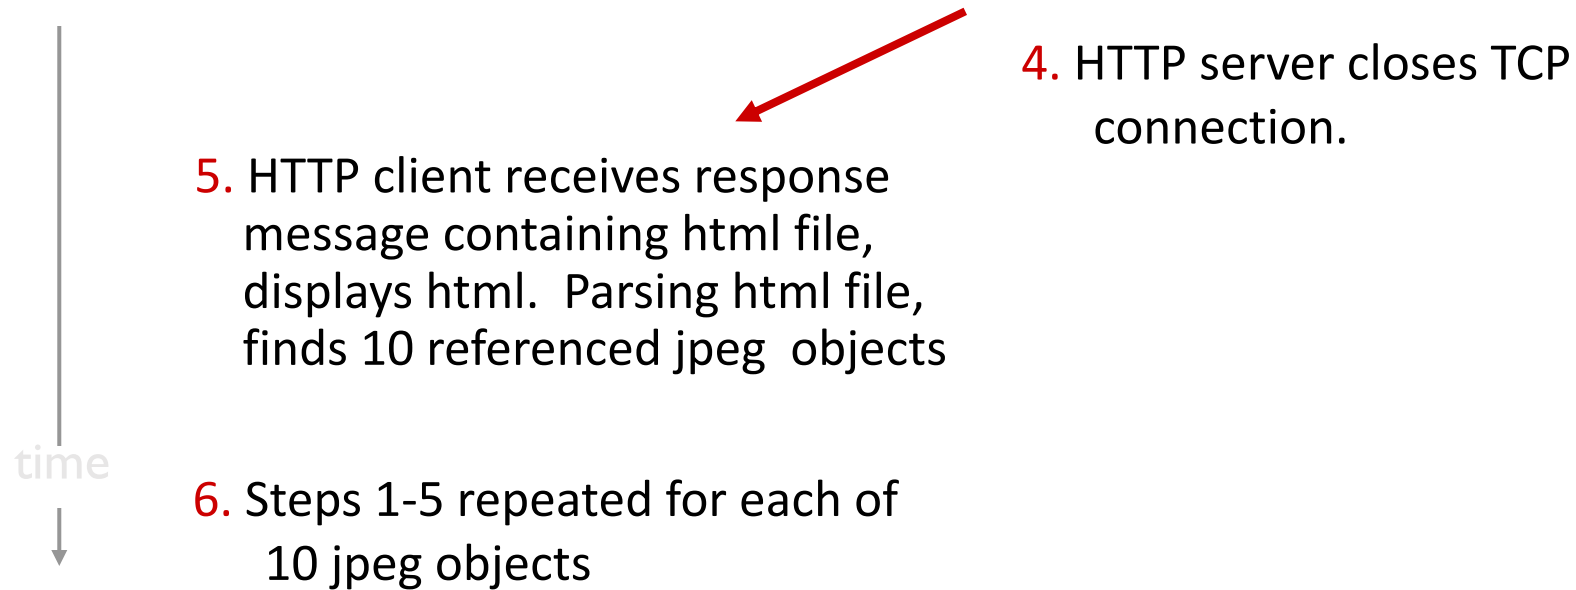 4. HTTP server closes TCP
connection.
5. HTTP client receives response
message containing html file,
displays html.  Parsing html file,
finds 10 referenced jpeg  objects
time
6. Steps 1-5 repeated for each of
10 jpeg objects